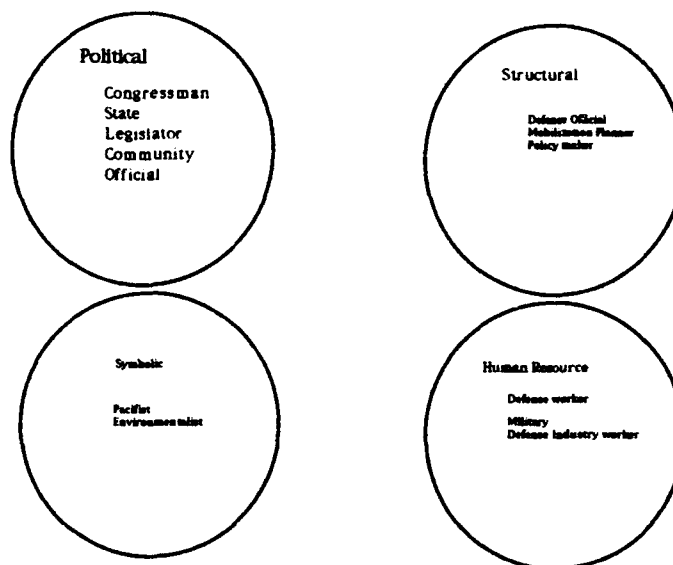 Political
Congressman
State
Legislator
Community
Official
Structural
Defense Official
Mobilization Planner
Policy maker
Symbolic
Pacifist
Environmentalist
Human Resource
Defense worker
Military
Defense Industry worker